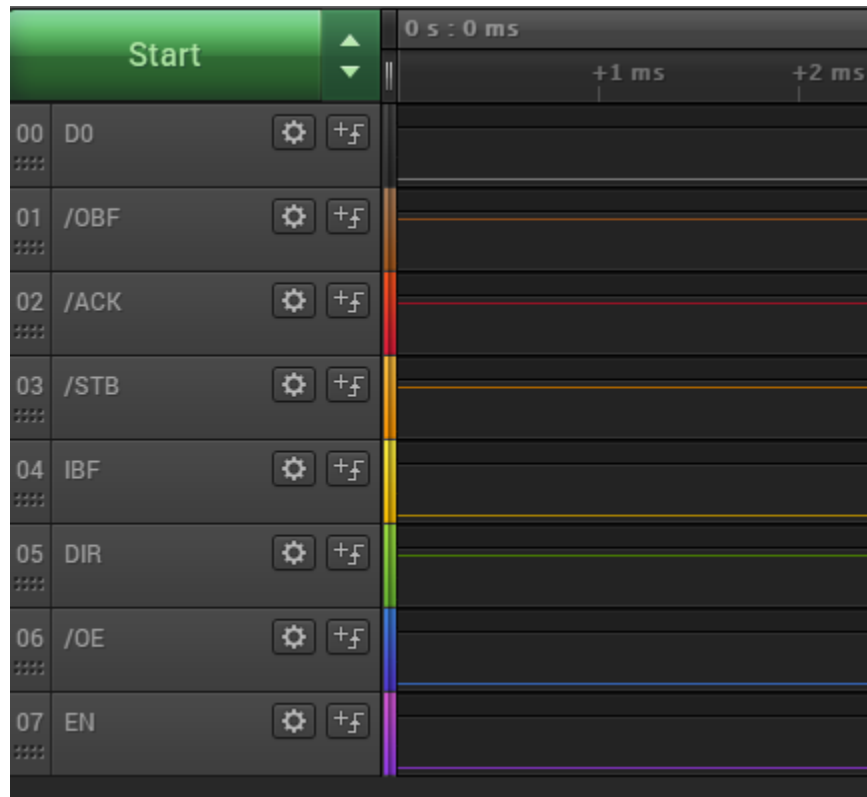 Start
0 s : 0 ms
+1 ms
+2 ms
00 D0
01 /OBF
02 /ACK
03 /STB
04 IBF
05 DIR
06 /OE
07 EN